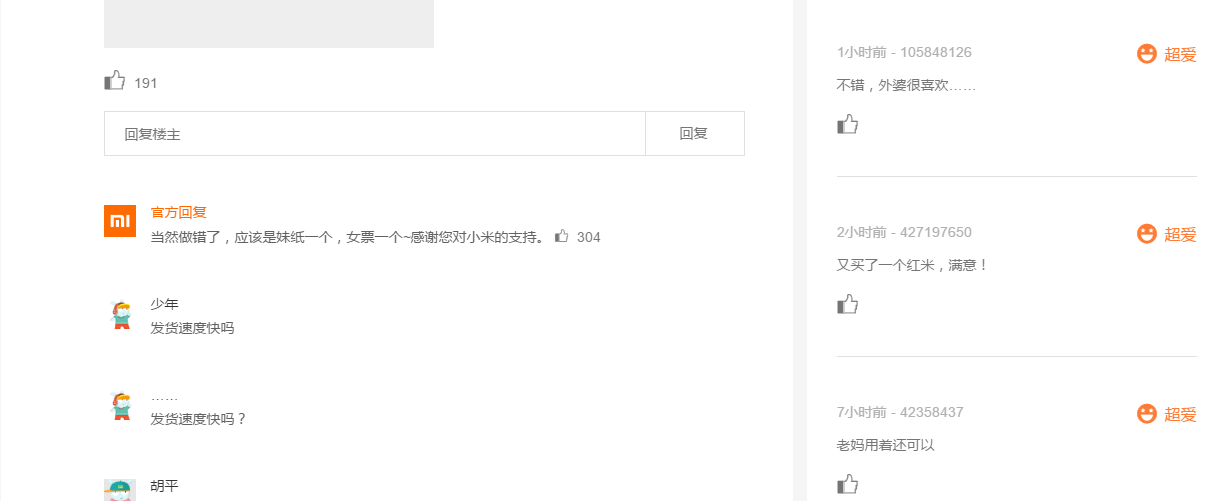 191
回复楼主
回复
mı
官方回复
当然做错了，应该是妹纸一个，女票一个~感谢您对小米的支持。 304
少年
发货速度快吗
……
发货速度快吗？
胡平
1小时前 - 105848126
超爱
不错，外婆很喜欢……
2小时前 - 427197650
超爱
又买了一个红米，满意！
7小时前 - 42358437
超爱
老妈用着还可以